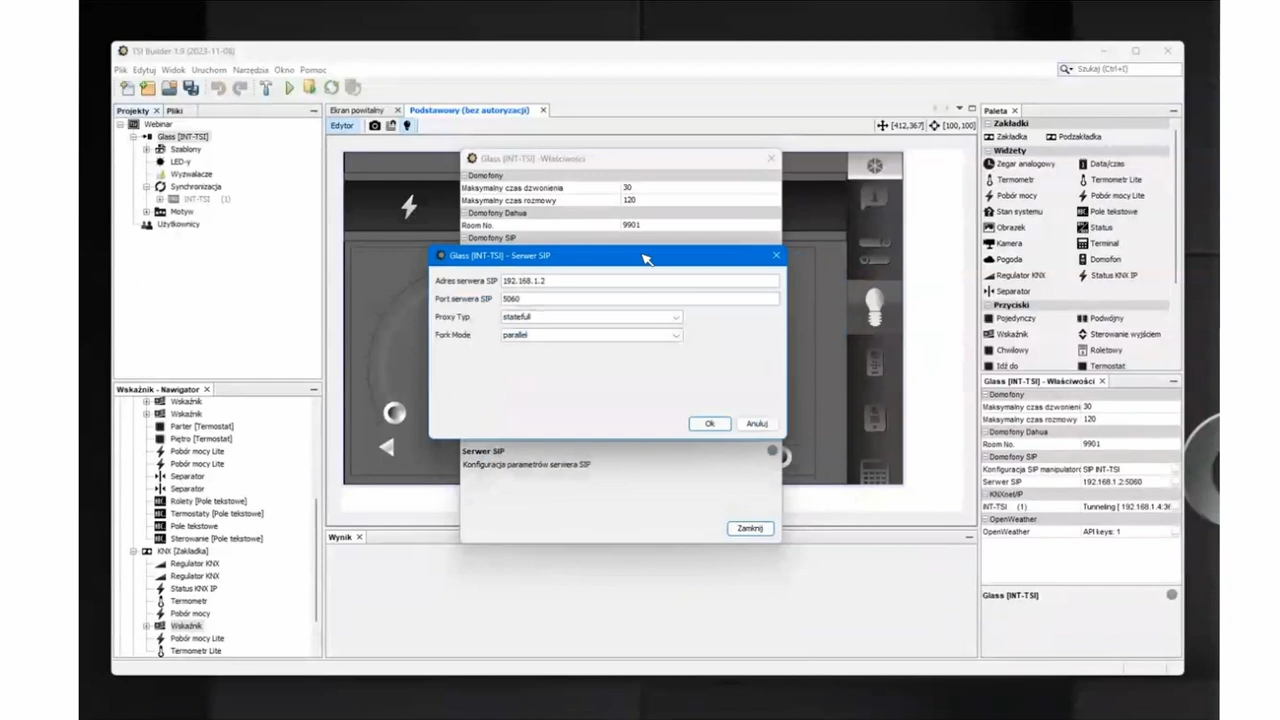 TSI Builder 1.9 (2023-11-08)
Plik Edytuj Widok Uruchom Narzędzia Okno Pomoc
Szukaj (Ctrl+I)
Projekty Pliki
Webinar
Glass [INT-TSI]
Szablony
LED-y
Wyzwalacze
Synchronizacja
INT-TSI (1)
Motyw
Użytkownicy
Ekran powitalny Podstawowy (bez autoryzacji)
Edytor
[412,367] [100,100]
Glass [INT-TSI] -Właściwości
Domofony
Maksymalny czas dzwonienia 30
Maksymalny czas rozmowy 120
Domofony Dahua
Room No. 9901
Domofony SIP
Glass [INT-TSI] - Serwer SIP
Adres serwera SIP 192.168.1.2
Port serwera SIP 5060
Proxy Typ stateful
Fork Mode parallel
Ok Anuluj
Serwer SIP
Konfiguracja parametrów serwera SIP
Zamknij
Wynik
Paleta
Zakładki
Zakładka Podzakładka
Widżety
Zegar analogowy Data/czas
Termometr Termometr Lite
Pobór mocy Pobór mocy Lite
Stan systemu Pole tekstowe
Obrazek Status
Kamera Terminal
Pogoda Domofon
Regulator KNX Status KNX IP
Separator
Przyciski
Pojedynczy Podwójny
Wskaźnik Sterowanie wyjściem
Chwilowy Roletowy
Idź do Termostat
Wskaźnik - Nawigator
Wskaźnik
Wskaźnik
Parter [Termostat]
Piętro [Termostat]
Pobór mocy Lite
Pobór mocy Lite
Separator
Separator
Rolety [Pole tekstowe]
Termostaty [Pole tekstowe]
Pole tekstowe
Sterowanie [Pole tekstowe]
KNX [Zakładka]
Regulator KNX
Regulator KNX
Status KNX IP
Termometr
Pobór mocy
Wskaźnik
Pobór mocy Lite
Termometr Lite
Glass [INT-TSI] - Właściwości
Domofony
Maksymalny czas dzwonieni 30
Maksymalny czas rozmowy 120
Domofony Dahua
Room No. 9901
Domofony SIP
Konfiguracja SIP manipulator SIP INT-TSI
Serwer SIP 192.168.1.2:5060
KNXnet/IP
INT-TSI (1) Tunneling [ 192.168.1.4:3
OpenWeather
OpenWeather API keys: 1
Glass [INT-TSI]